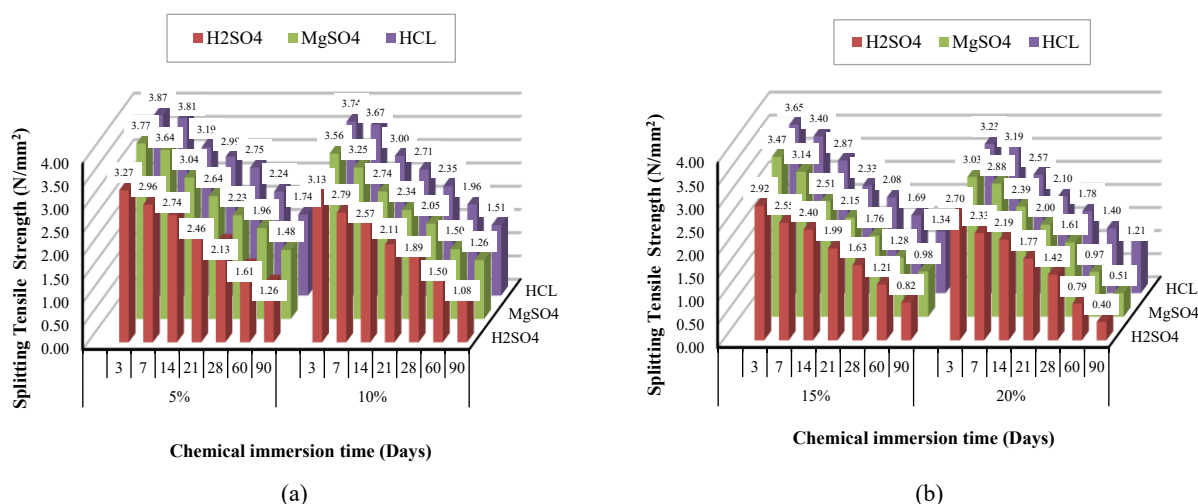 H2SO4 MgSO4 HCL
Splitting Tensile Strength (N/mm²)
4.00
3.50
3.00
2.50
2.00
1.50
1.00
0.50
0.00
3.87 3.81 3.19 2.99 2.75 2.24 1.74
3.77 3.64 3.04 2.64 2.23 1.96 1.48
3.27 2.96 2.74 2.46 2.13 1.61 1.26
3.74 3.67 3.00 2.71 2.35 1.96 1.51
3.56 3.25 2.74 2.34 2.05 1.50 1.26
3.13 2.79 2.57 2.11 1.89 1.50 1.08
HCL
MgSO4
H2SO4
3 7 14 21 28 60 90 3 7 14 21 28 60 90
5% 10%
Chemical immersion time (Days)
(a)
H2SO4 MgSO4 HCL
Splitting Tensile Strength (N/mm²)
4.00
3.50
3.00
2.50
2.00
1.50
1.00
0.50
0.00
3.65 3.40 2.87 2.33 2.08 1.69 1.34
3.47 3.14 2.51 2.15 1.76 1.28 0.98
2.92 2.55 2.40 1.99 1.63 1.21 0.82
3.22 3.19 2.57 2.10 1.78 1.40 1.21
3.03 2.88 2.39 2.00 1.61 0.97 0.51
2.70 2.33 2.19 1.77 1.42 0.79 0.40
HCL
MgSO4
H2SO4
3 7 14 21 28 60 90 3 7 14 21 28 60 90
15% 20%
Chemical immersion time (Days)
(b)